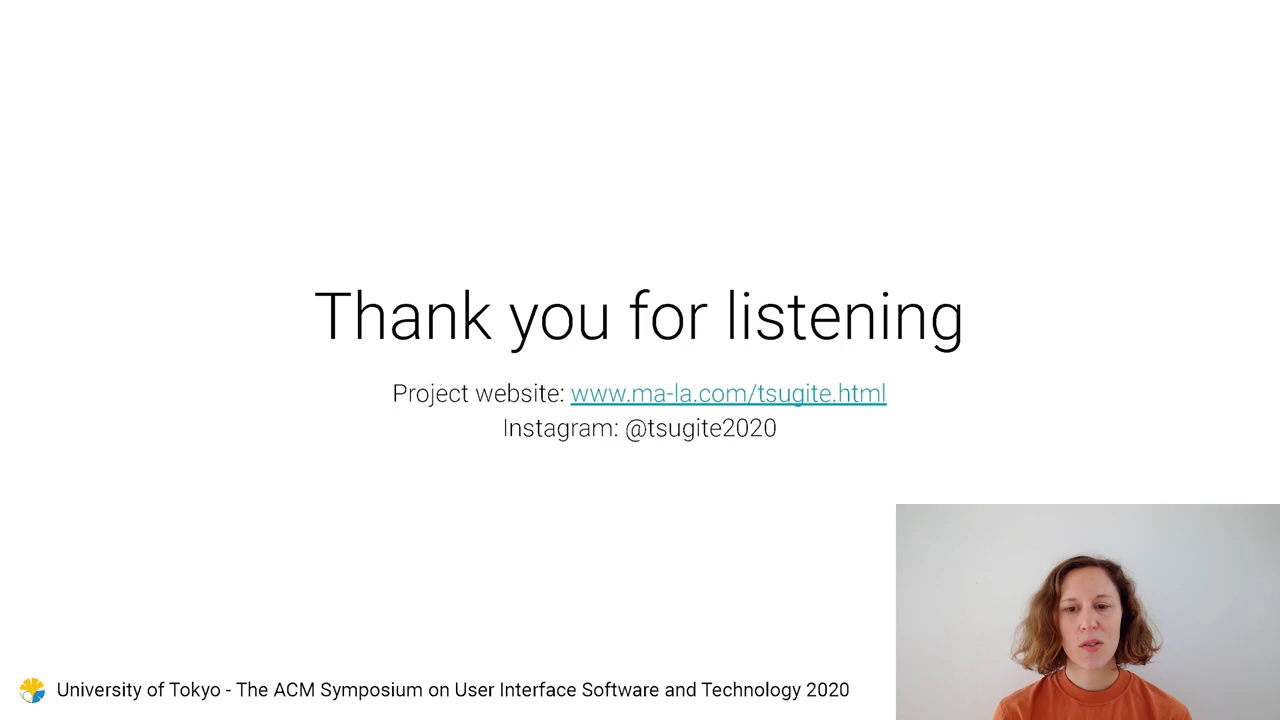 Thank you for listening
Project website: www.ma-la.com/tsugite.html
Instagram: @tsugite2020
University of Tokyo - The ACM Symposium on User Interface Software and Technology 2020